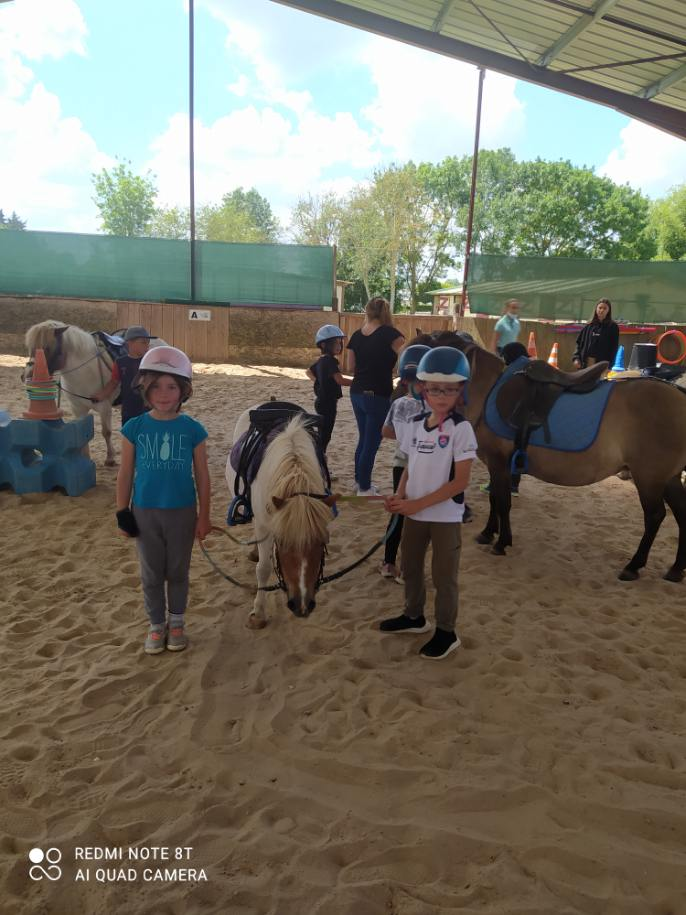 A
SMILE
EVERYDAY
REDMI NOTE 8T
AI QUAD CAMERA